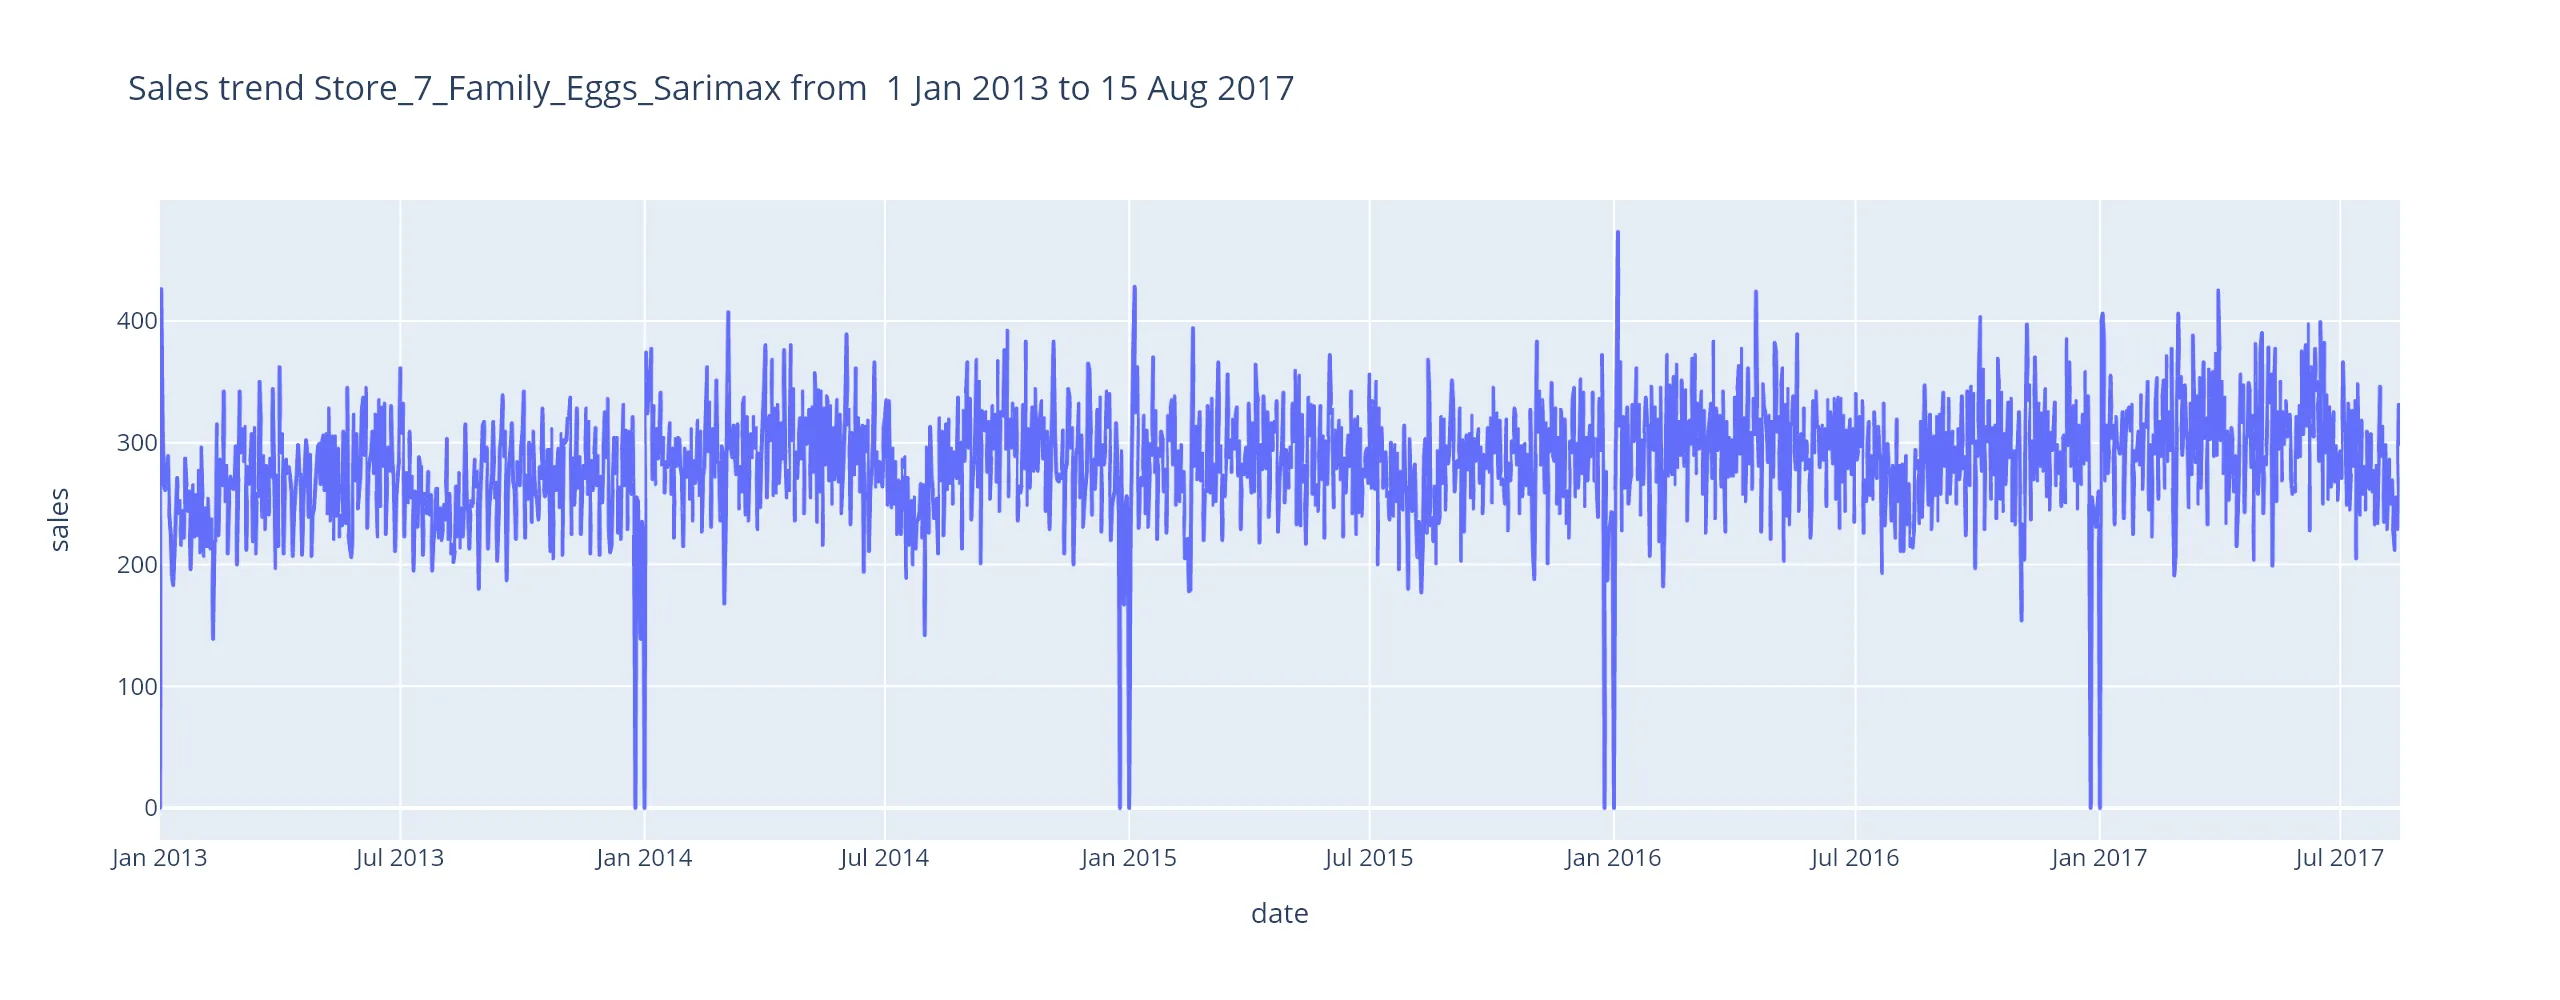 Sales trend Store_7_Family_Eggs_Sarimax from  1 Jan 2013 to 15 Aug 2017
sales
400
300
200
100
0
Jan 2013 Jul 2013 Jan 2014 Jul 2014 Jan 2015 Jul 2015 Jan 2016 Jul 2016 Jan 2017 Jul 2017
date